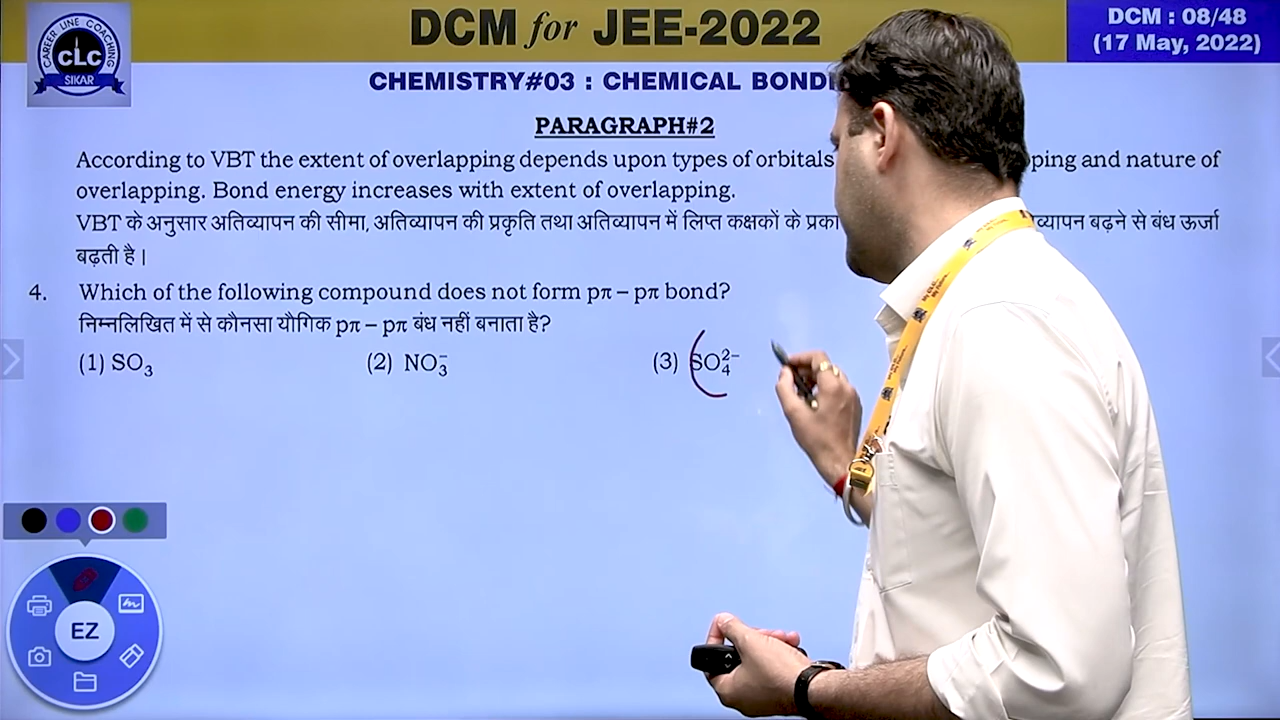 CAREER LINE COACHING
CLC
SIKAR
DCM for JEE-2022
DCM : 08/48
(17 May, 2022)
CHEMISTRY#03 : CHEMICAL
PARAGRAPH#2
According to VBT the extent of overlapping depends upon types of orbitals and nature of
overlapping. Bond energy increases with extent of overlapping.
VBT के अनुसार अतिव्यापन की सीमा, अतिव्यापन की प्रकृति तथा अतिव्यापन में लिप्त कक्षकों के बढ़ने से बंध ऊर्जा
बढ़ती है।
4. Which of the following compound does not form pπ – pπ bond?
निम्नलिखित में से कौनसा यौगिक pπ – pπ बंध नहीं बनाता है?
(1) SO₃ (2) NO₃⁻ (3) SO₄²⁻
EZ